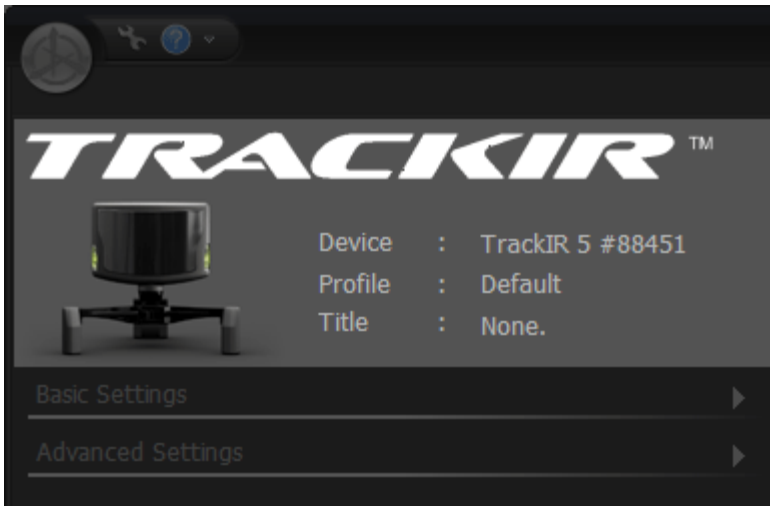 TRACKIR™
Device : TrackIR 5 #88451
Profile : Default
Title : None.
Basic Settings
Advanced Settings